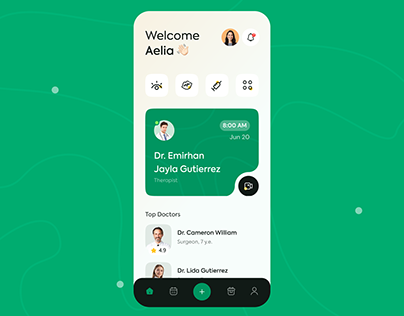 Welcome
Aelia
8:00 AM
Jun 20
Dr. Emirhan
Jayla Gutierrez
Therapist
Top Doctors
Dr. Cameron William
Surgeon, 7 y.e.
4.9
Dr. Lida Gutierrez